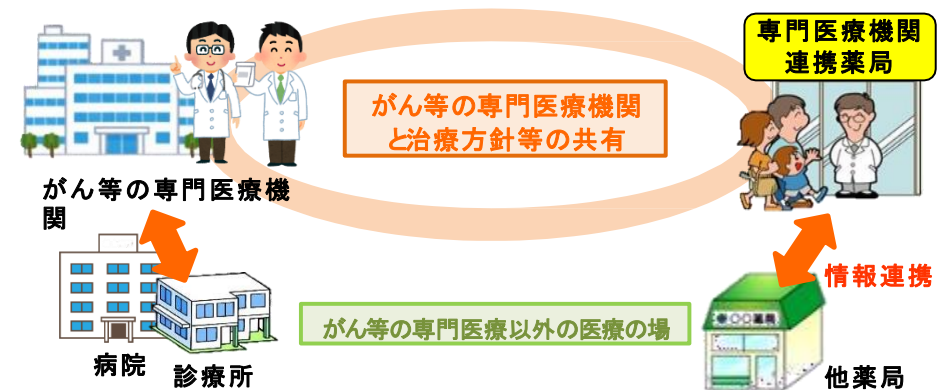 専門医療機関
連携薬局
がん等の専門医療機関
と治療方針等の共有
がん等の専門医療機
関
情報連携
がん等の専門医療以外の医療の場
●○○薬局
病院
診療所
他薬局